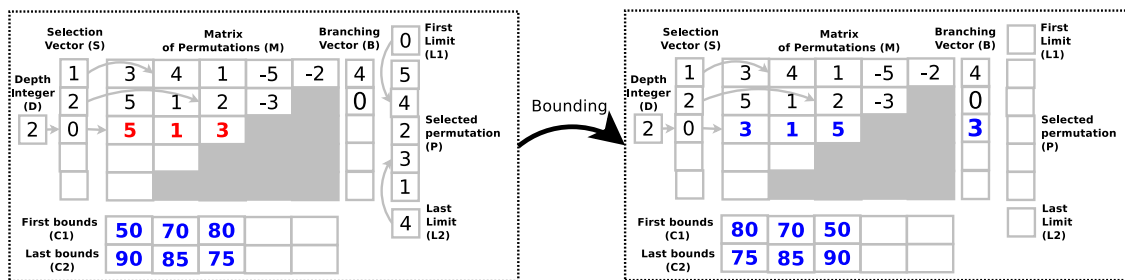 Selection
Vector (S)
Matrix
of Permutations (M)
Branching
Vector (B)
First
Limit
(L1)
0
Depth
Integer
(D)
1 3 4 1 -5 -2 4 5
2 5 1 2 -3 0 4
2 0 5 1 3 2
Selected
permutation
(P)
3
1
4
Last
Limit
(L2)
First bounds
(C1)
50 70 80
Last bounds
(C2)
90 85 75
Bounding
Selection
Vector (S)
Matrix
of Permutations (M)
Branching
Vector (B)
First
Limit
(L1)
Depth
Integer
(D)
1 3 4 1 -5 -2 4
2 5 1 2 -3 0
2 0 3 1 5 3
Selected
permutation
(P)
Last
Limit
(L2)
First bounds
(C1)
80 70 50
Last bounds
(C2)
75 85 90